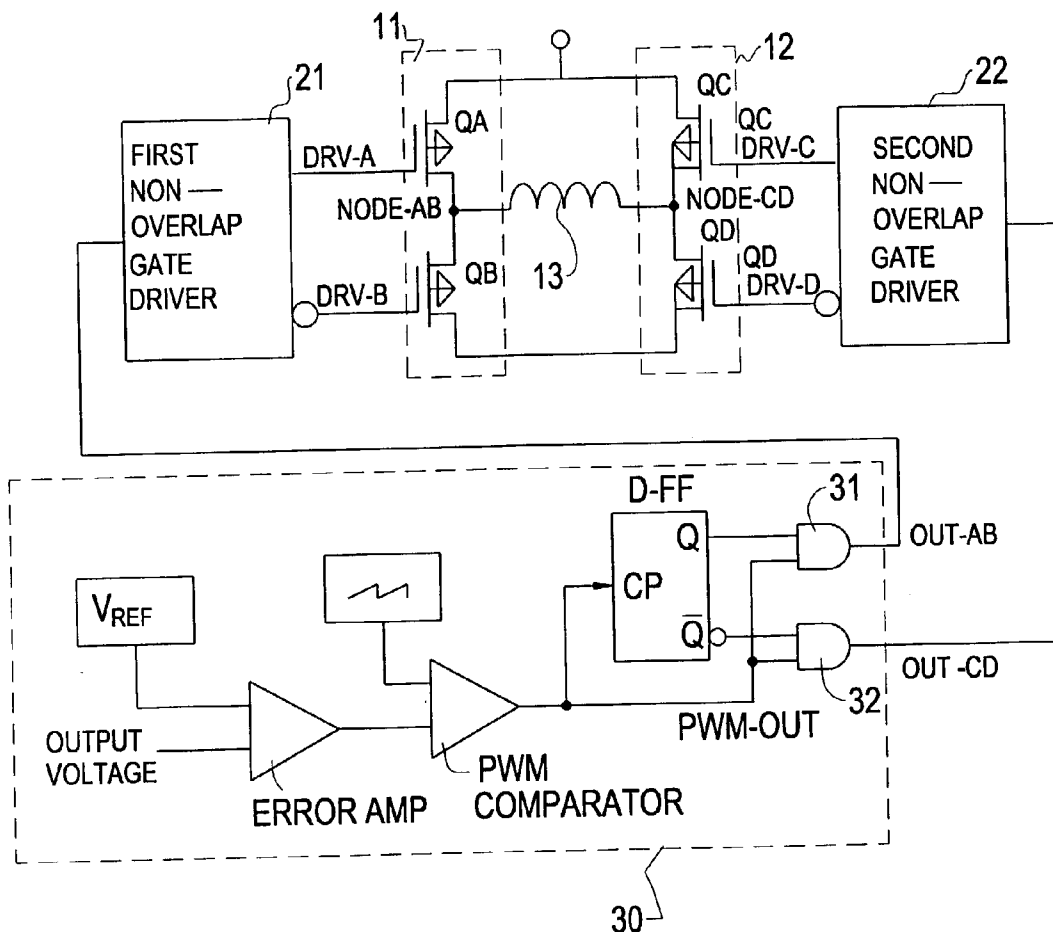 11
12
21
QC
22
QA
QC
FIRST
NON —
OVERLAP
GATE
DRIVER
DRV-A
DRV-C
SECOND
NON —
OVERLAP
GATE
DRIVER
NODE-AB
NODE-CD
QD
QB
13
QD
DRV-B
DRV-D
D-FF
31
Q
OUT-AB
CP
VREF
Q̅
OUT-CD
32
PWM-OUT
OUTPUT
VOLTAGE
PWM
COMPARATOR
ERROR AMP
30